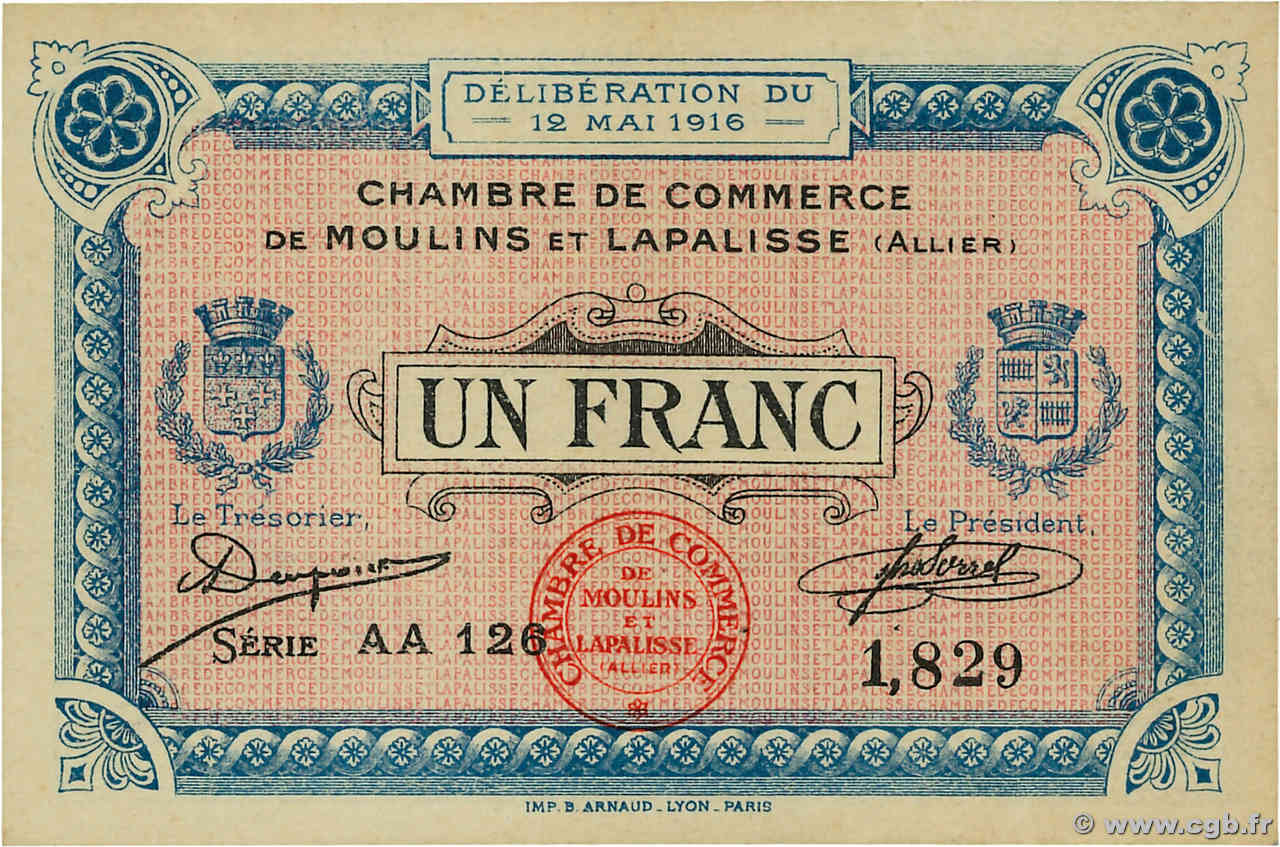 DÉLIBÉRATION DU
12 MAI 1916
CHAMBRE DE COMMERCE
DE MOULINS ET LAPALISSE (ALLIER)
UN FRANC
Le Trésorier,
Le Président,
SÉRIE AA 126
1,829
CHAMBRE DE COMMERCE
DE
MOULINS
ET
LAPALISSE
(ALLIER)
IMP. B. ARNAUD - LYON - PARIS
© www.cgb.fr